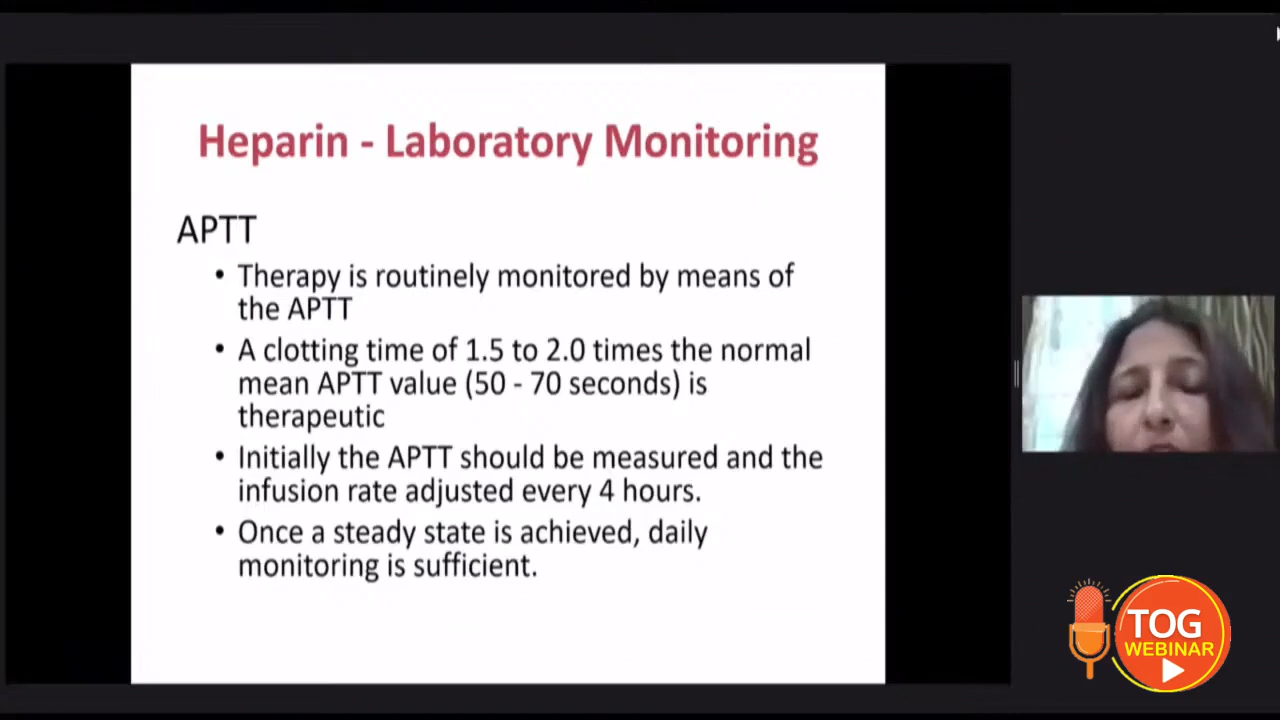 Heparin - Laboratory Monitoring
APTT
• Therapy is routinely monitored by means of
the APTT
• A clotting time of 1.5 to 2.0 times the normal
mean APTT value (50 - 70 seconds) is
therapeutic
• Initially the APTT should be measured and the
infusion rate adjusted every 4 hours.
• Once a steady state is achieved, daily
monitoring is sufficient.
TOG
WEBINAR